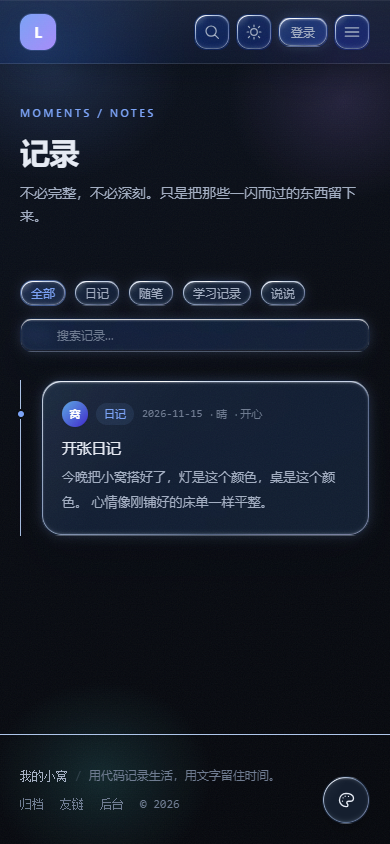 L 登录
MOMENTS / NOTES
记录
不必完整，不必深刻。只是把那些一闪而过的东西留下
来。
全部 日记 随笔 学习记录 说说
搜索记录...
窝 日记 2026-11-15 ·晴 ·开心
开张日记
今晚把小窝搭好了，灯是这个颜色，桌是这个颜
色。 心情像刚铺好的床单一样平整。
我的小窝 / 用代码记录生活，用文字留住时间。
归档 友链 后台 © 2026